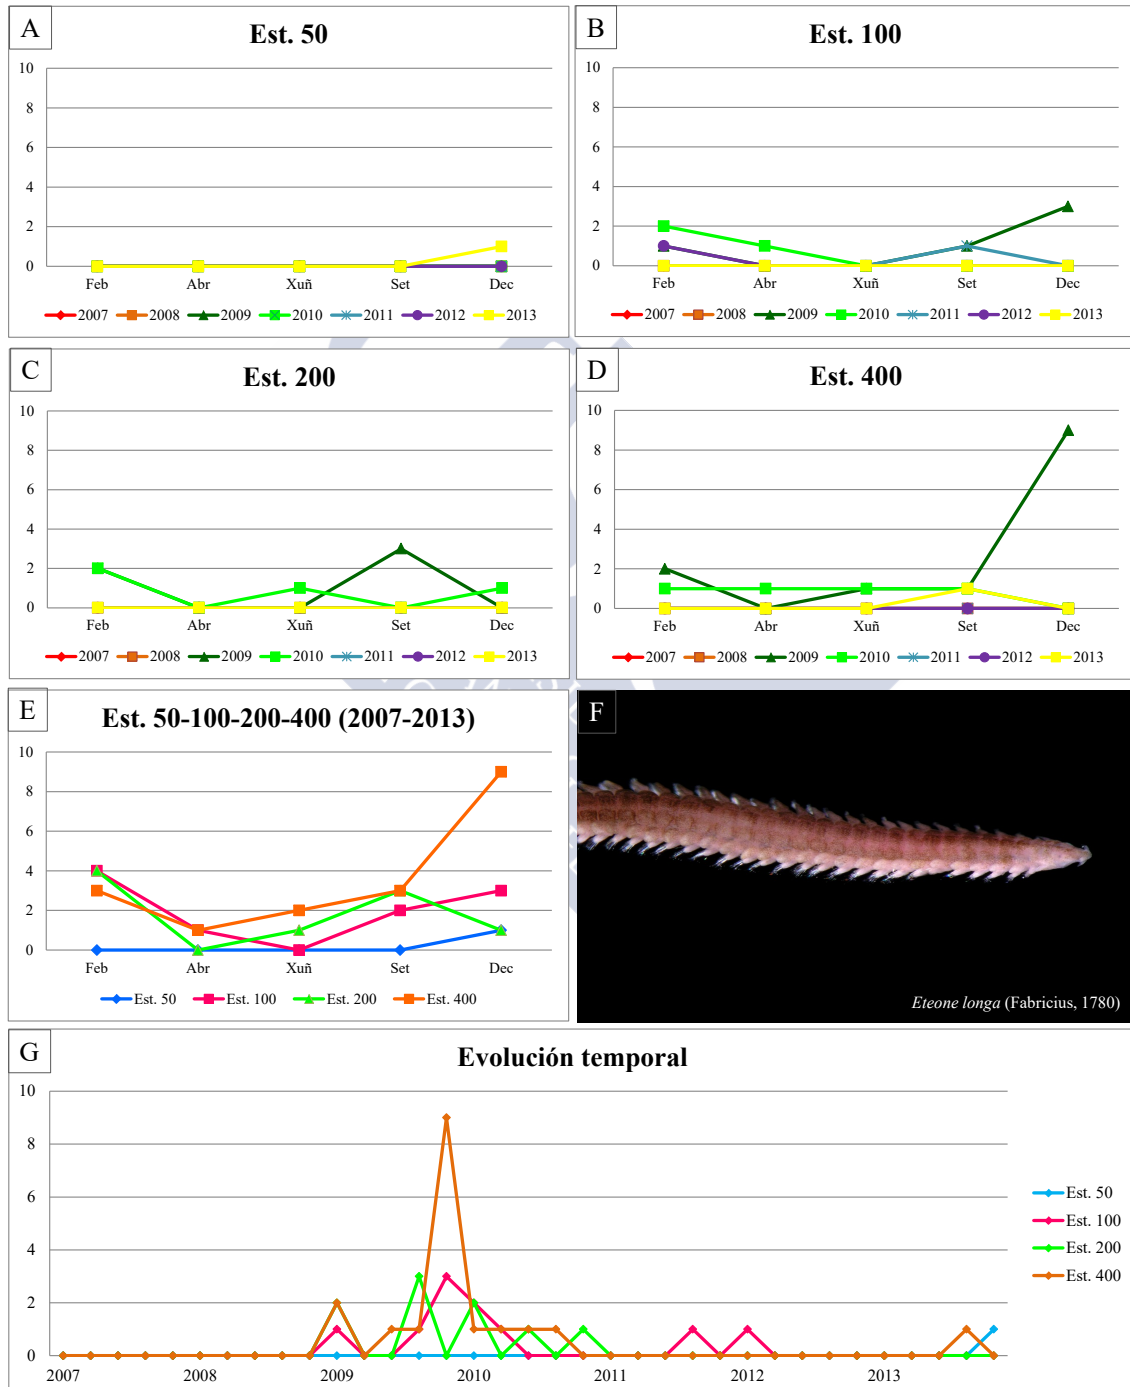 A
Est. 50
10
8
6
4
2
0
Feb Abr Xuñ Set Dec
2007 2008 2009 2010 2011 2012 2013
B
Est. 100
10
8
6
4
2
0
Feb Abr Xuñ Set Dec
2007 2008 2009 2010 2011 2012 2013
C
Est. 200
10
8
6
4
2
0
Feb Abr Xuñ Set Dec
2007 2008 2009 2010 2011 2012 2013
D
Est. 400
10
8
6
4
2
0
Feb Abr Xuñ Set Dec
2007 2008 2009 2010 2011 2012 2013
E
Est. 50-100-200-400 (2007-2013)
10
8
6
4
2
0
Feb Abr Xuñ Set Dec
Est. 50 Est. 100 Est. 200 Est. 400
F
Eteone longa (Fabricius, 1780)
G
Evolución temporal
10
8
6
4
2
0
2007 2008 2009 2010 2011 2012 2013
Est. 50
Est. 100
Est. 200
Est. 400